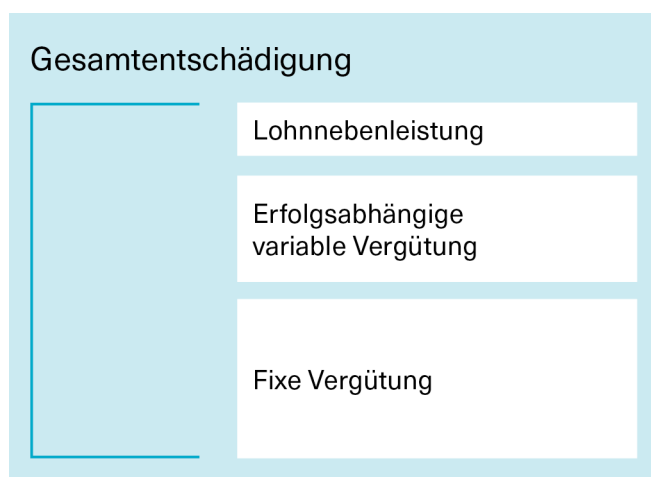 Gesamtentschädigung
Lohnnebenleistung
Erfolgsabhängige
variable Vergütung
Fixe Vergütung